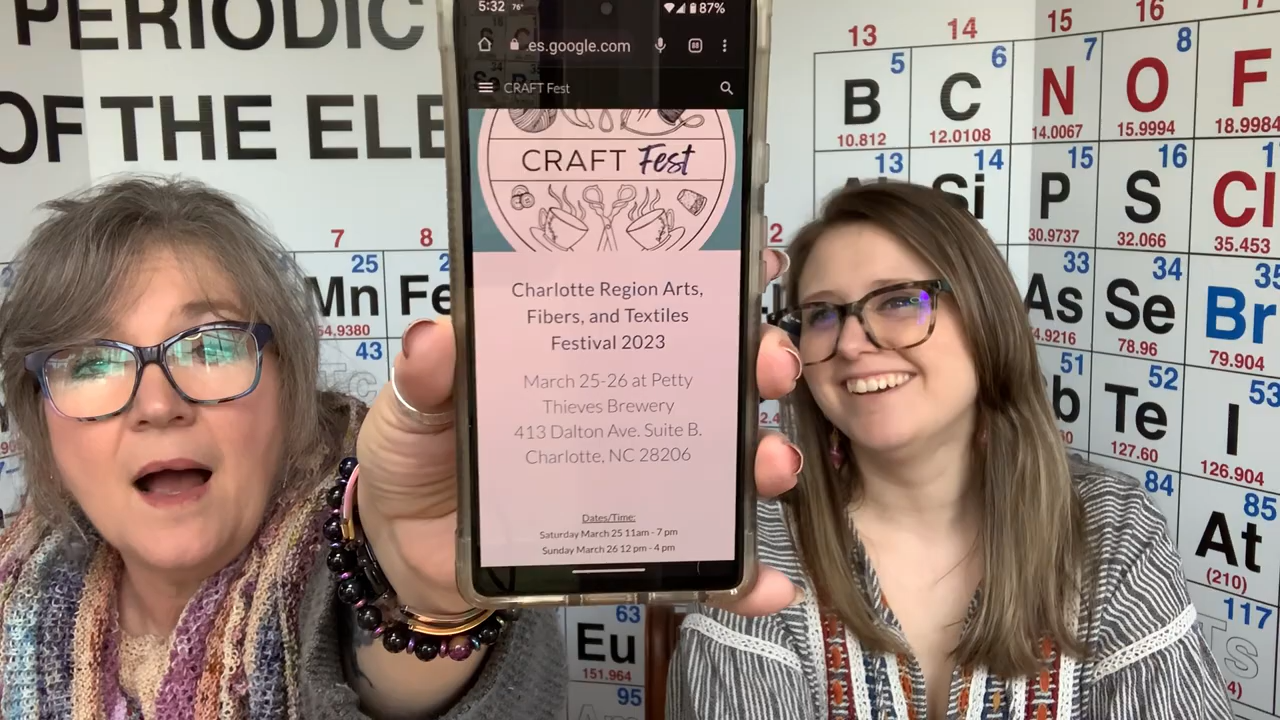 PERIODIC
OF THE ELE
5:32 76° 87%
es.google.com 88
CRAFT Fest
CRAFT Fest
Charlotte Region Arts,
Fibers, and Textiles
Festival 2023
March 25-26 at Petty
Thieves Brewery
413 Dalton Ave. Suite B.
Charlotte, NC 28206
Dates/Time:
Saturday March 25 11am - 7 pm
Sunday March 26 12 pm - 4 pm
13 14 15 16 17
5 6 7 8
B C N O F
10.812 12.0108 14.0067 15.9994 18.9984
13 14 15 16
Si P S Cl
30.9737 32.066 35.453
7 8
25
Mn Fe
54.9380
43
33 34 35
As Se Br
78.96 79.904
51 52 53
Te I
127.60 126.904
84 85
At
(210)
63
Eu
151.964
95
Am
117
Ts